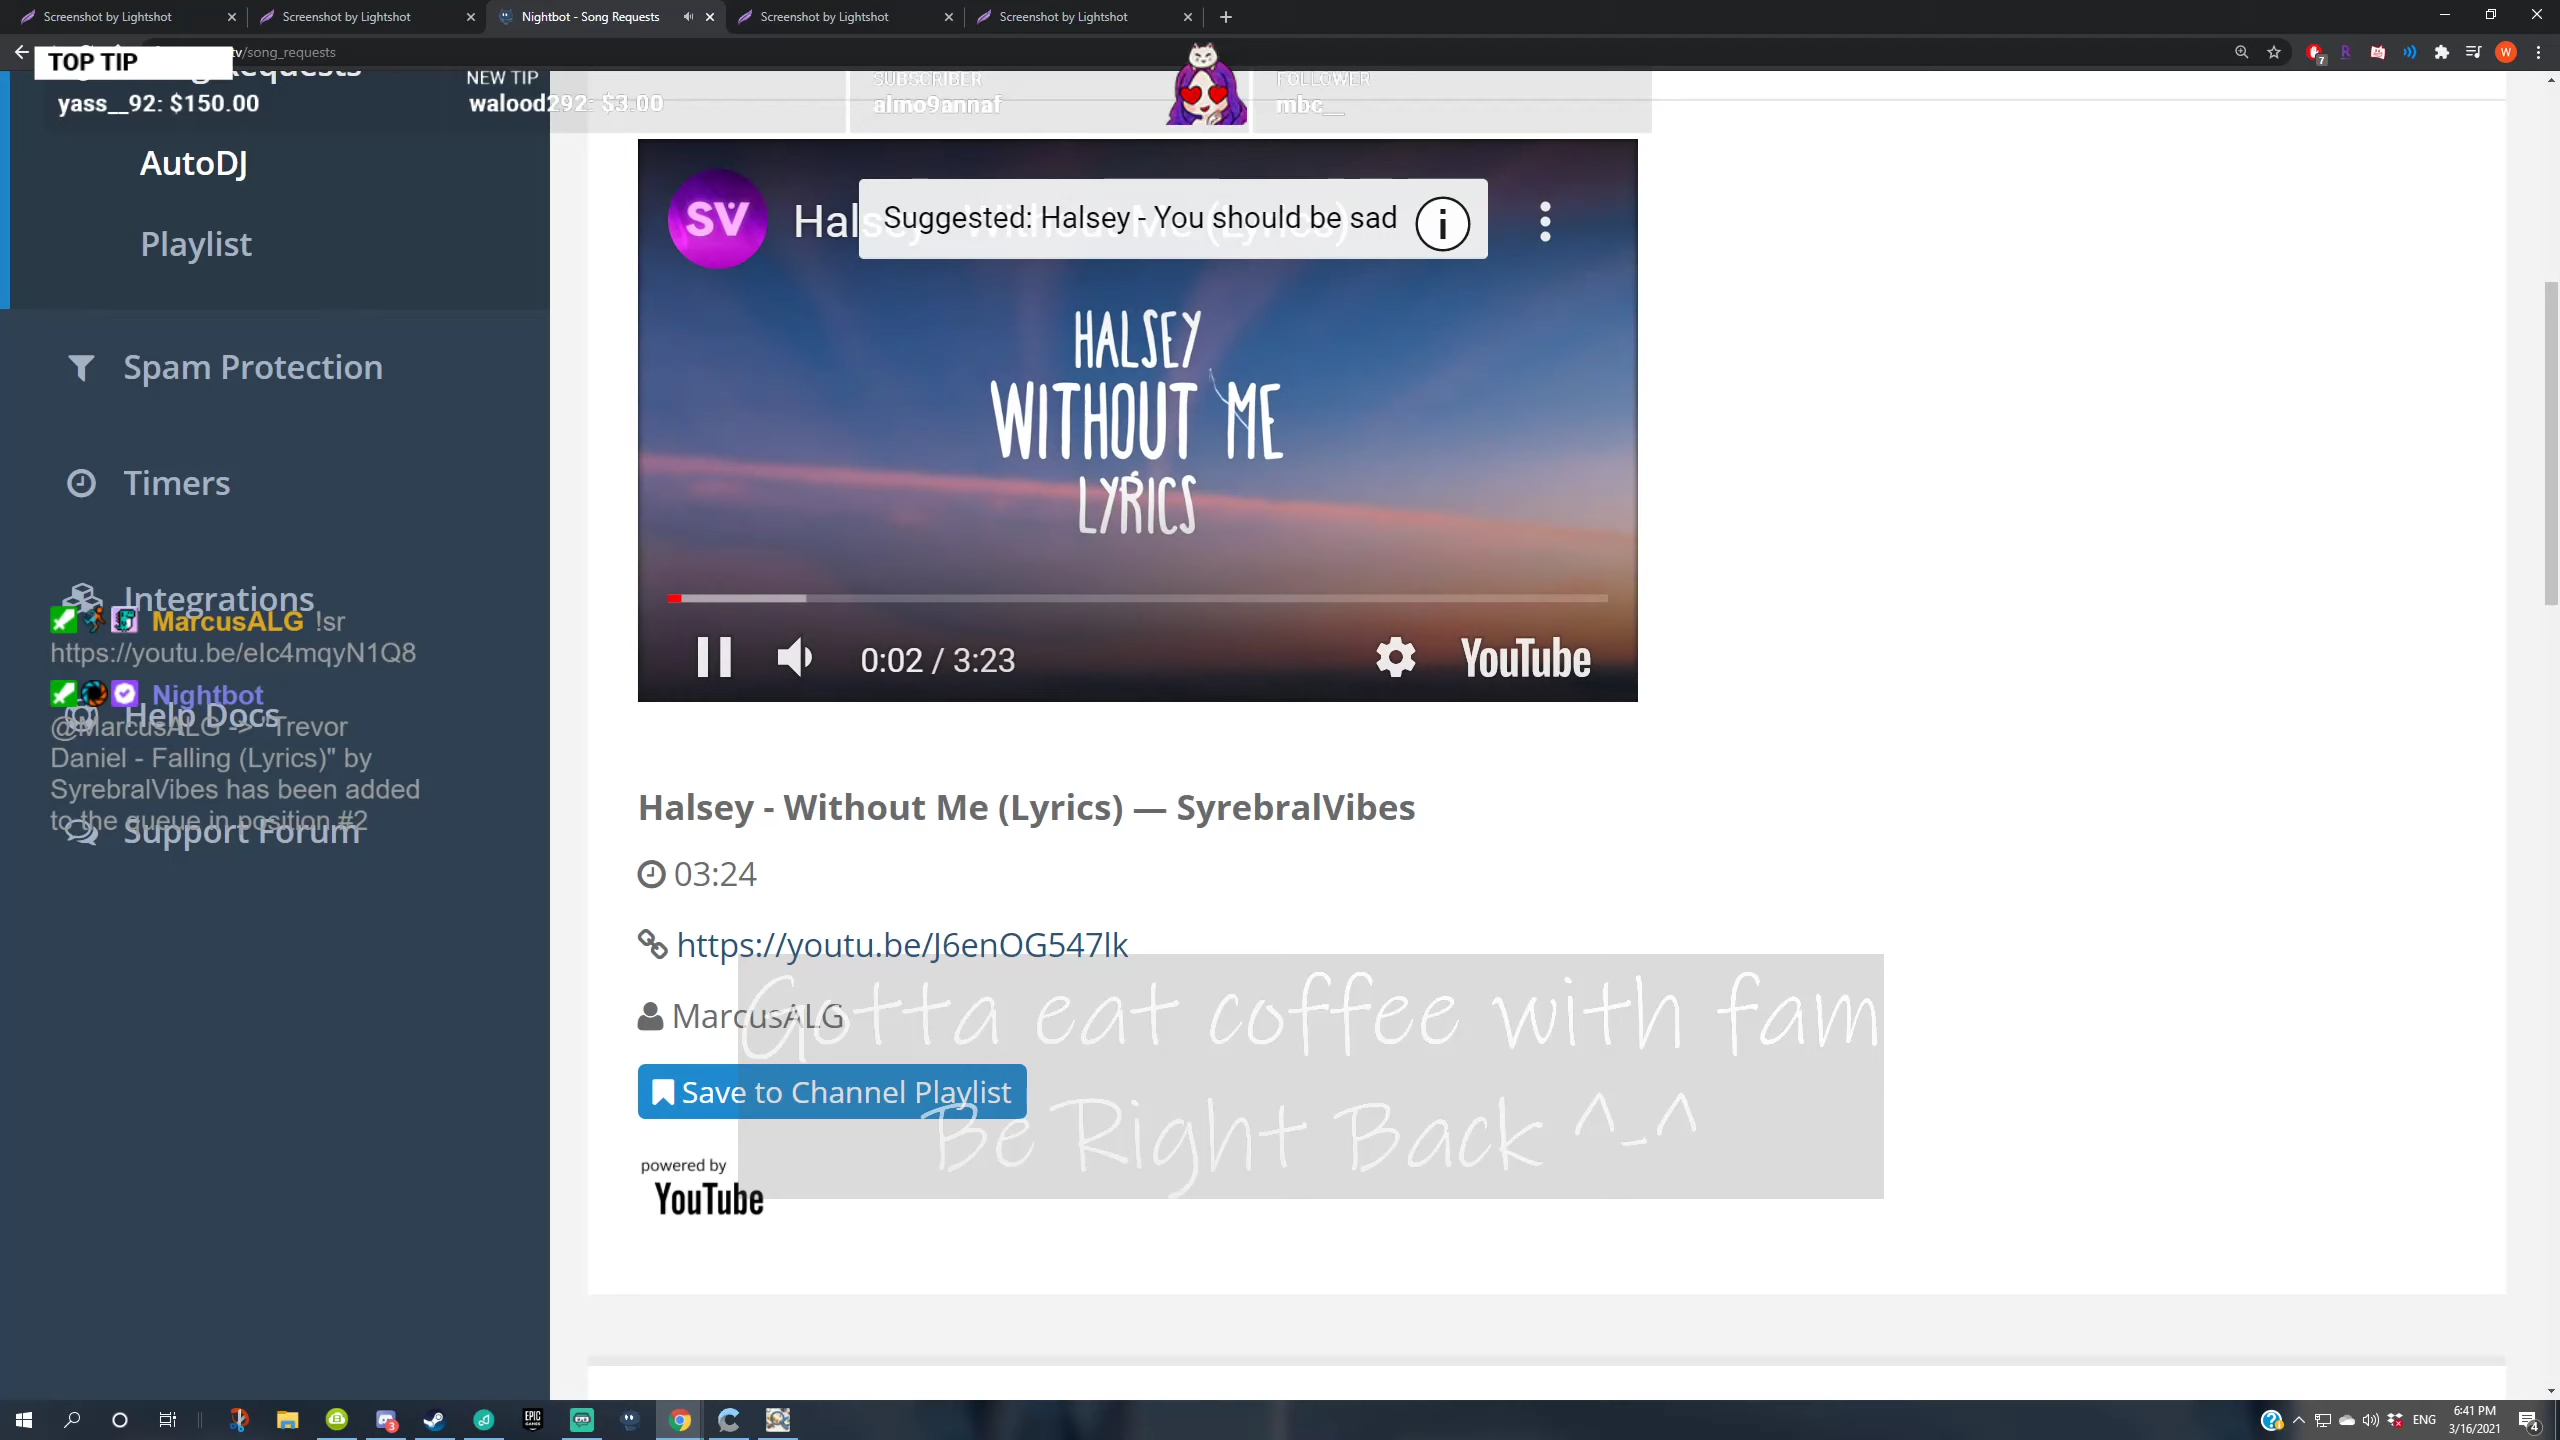 Screenshot by Lightshot
Screenshot by Lightshot
Nightbot - Song Requests
Screenshot by Lightshot
Screenshot by Lightshot
tv/song_requests
7
W
TOP TIP
yass__92: $150.00
NEW TIP
walood292: $3.00
SUBSCRIBER
almo9annaf
FOLLOWER
mbc__
Requests
AutoDJ
Playlist
Spam Protection
Timers
Integrations
Help Docs
Support Forum
MarcusALG !sr
https://youtu.be/eIc4mqyN1Q8
Nightbot
@MarcusALG -> "Trevor
Daniel - Falling (Lyrics)" by
SyrebralVibes has been added
to the queue in position #2
SV
Halsey - Without Me (Lyrics)
Suggested: Halsey - You should be sad
HALSEY
WITHOUT ME
LYRICS
0:02 / 3:23
YouTube
Halsey - Without Me (Lyrics) — SyrebralVibes
03:24
https://youtu.be/J6enOG547lk
MarcusALG
Save to Channel Playlist
Gotta eat coffee with fam
Be Right Back ^-^
powered by
YouTube
3
EPIC
GAMES
ENG
6:41 PM
3/16/2021
4